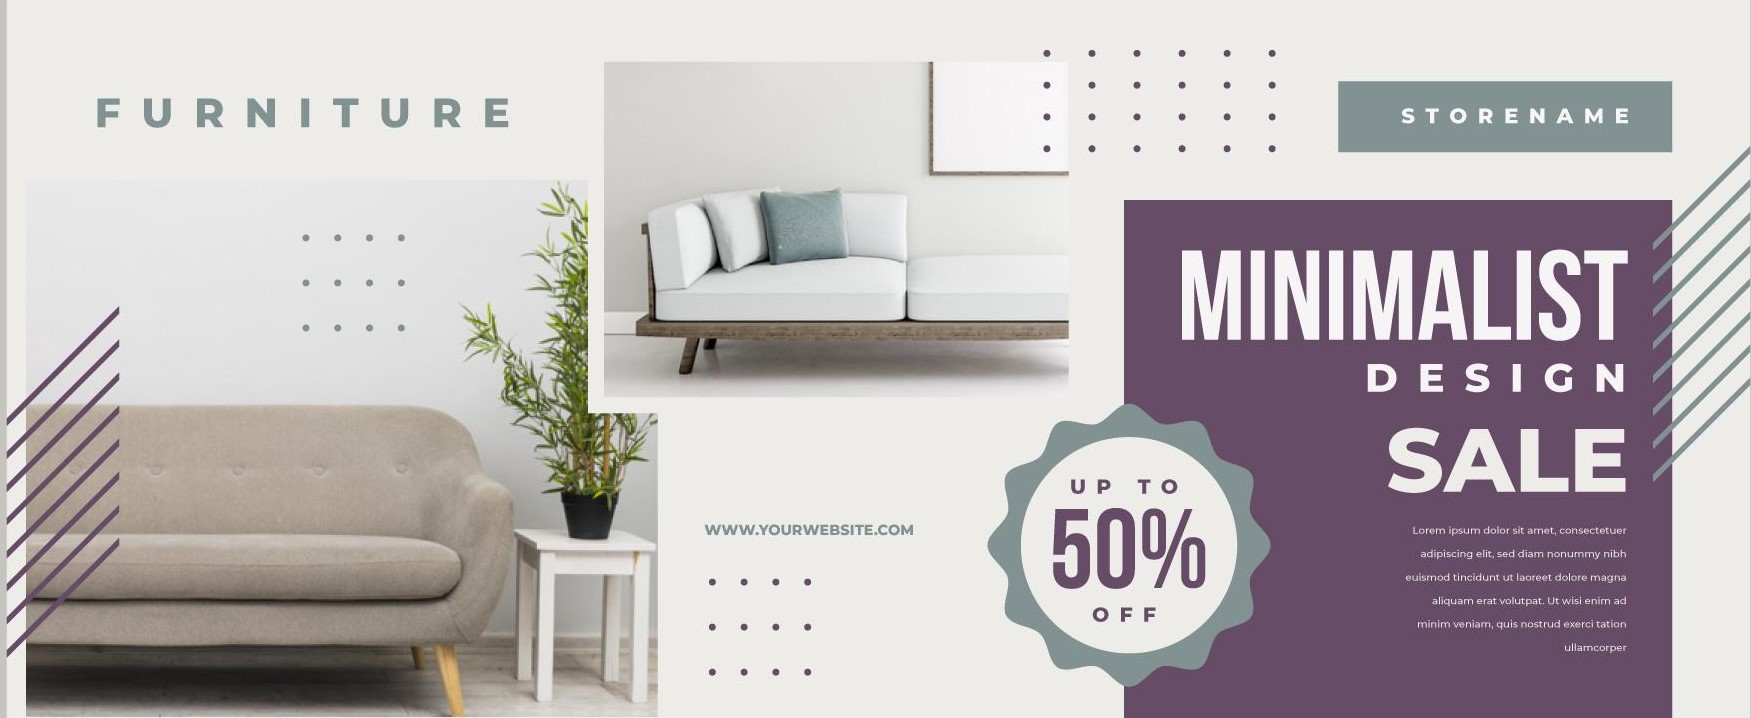 FURNITURE
STORENAME
MINIMALIST
DESIGN
SALE
Lorem ipsum dolor sit amet, consectetuer
adipiscing elit, sed diam nonummy nibh
euismod tincidunt ut laoreet dolore magna
aliquam erat volutpat. Ut wisi enim ad
minim veniam, quis nostrud exerci tation
ullamcorper
UP TO
50%
OFF
WWW.YOURWEBSITE.COM